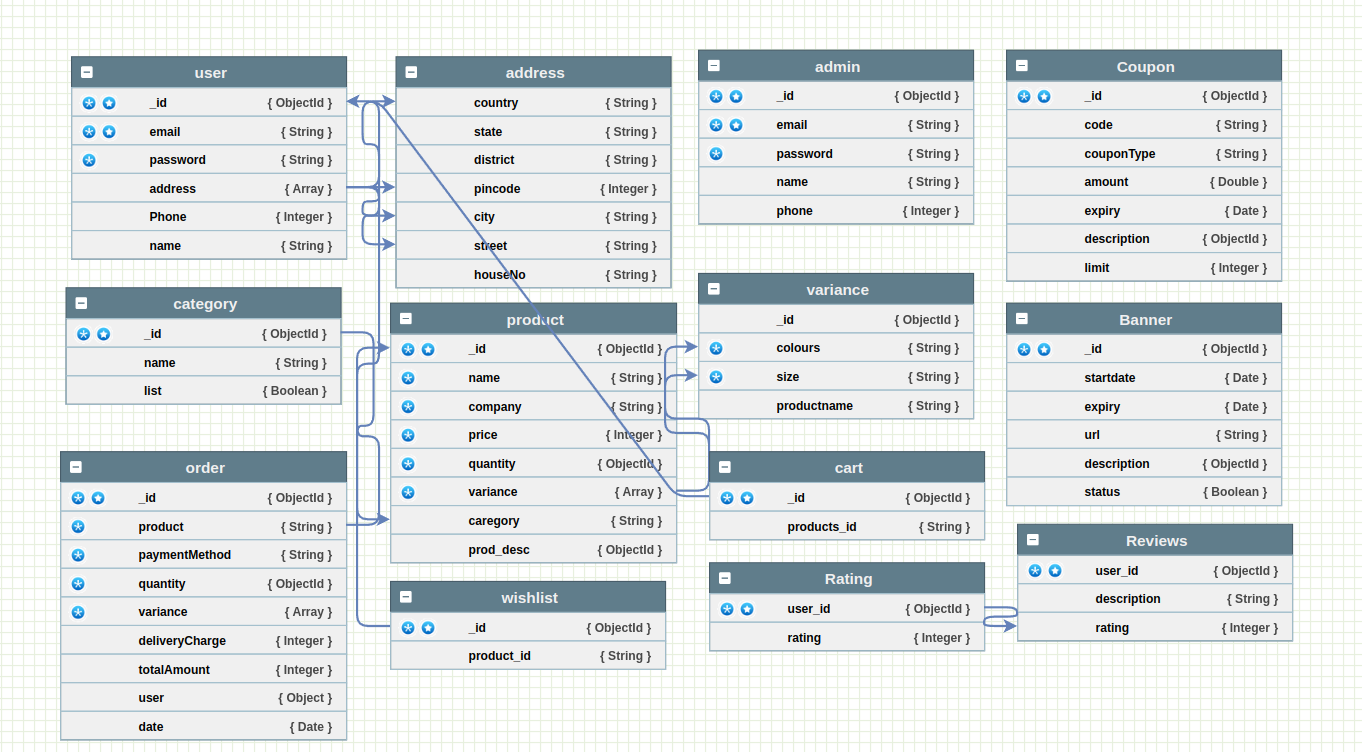 user
_id { ObjectId }
email { String }
password { String }
address { Array }
Phone { Integer }
name { String }
address
country { String }
state { String }
district { String }
pincode { Integer }
city { String }
street { String }
houseNo { String }
admin
_id { ObjectId }
email { String }
password { String }
name { String }
phone { Integer }
Coupon
_id { ObjectId }
code { String }
couponType { String }
amount { Double }
expiry { Date }
description { ObjectId }
limit { Integer }
category
_id { ObjectId }
name { String }
list { Boolean }
product
_id { ObjectId }
name { String }
company { String }
price { Integer }
quantity { ObjectId }
variance { Array }
caregory { String }
prod_desc { ObjectId }
variance
_id { ObjectId }
colours { String }
size { String }
productname { String }
Banner
_id { ObjectId }
startdate { Date }
expiry { Date }
url { String }
description { ObjectId }
status { Boolean }
order
_id { ObjectId }
product { String }
paymentMethod { String }
quantity { ObjectId }
variance { Array }
deliveryCharge { Integer }
totalAmount { Integer }
user { Object }
date { Date }
cart
_id { ObjectId }
products_id { String }
wishlist
_id { ObjectId }
product_id { String }
Rating
user_id { ObjectId }
rating { Integer }
Reviews
user_id { ObjectId }
description { String }
rating { Integer }